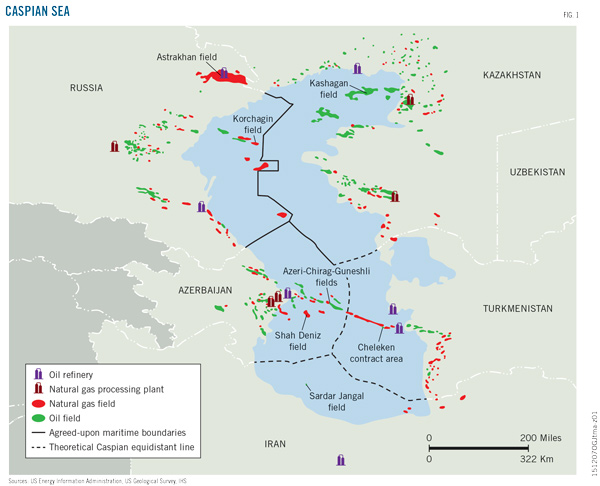 CASPIAN SEA
FIG. 1
Astrakhan field
KAZAKHSTAN
RUSSIA
Kashagan
field
Korchagin
field
UZBEKISTAN
Azeri-Chirag-Guneshli
fields
AZERBAIJAN
TURKMENISTAN
Shah Deniz
field
Cheleken
contract area
Sardar Jangal
field
IRAN
Oil refinery
Natural gas processing plant
Natural gas field
Oil field
Agreed-upon maritime boundaries
Theoretical Caspian equidistant line
0 200 Miles
0 322 Km
Sources: US Energy Information Administration, US Geological Survey, IHS
151207OGJtma z01